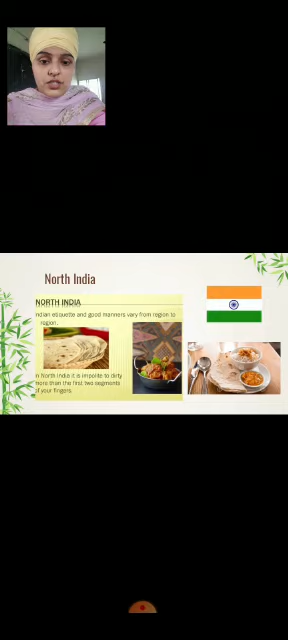 North India
NORTH INDIA
Indian etiquette and good manners vary from region to
region.
In North India it is impolite to dirty
more than the first two segments
of your fingers.